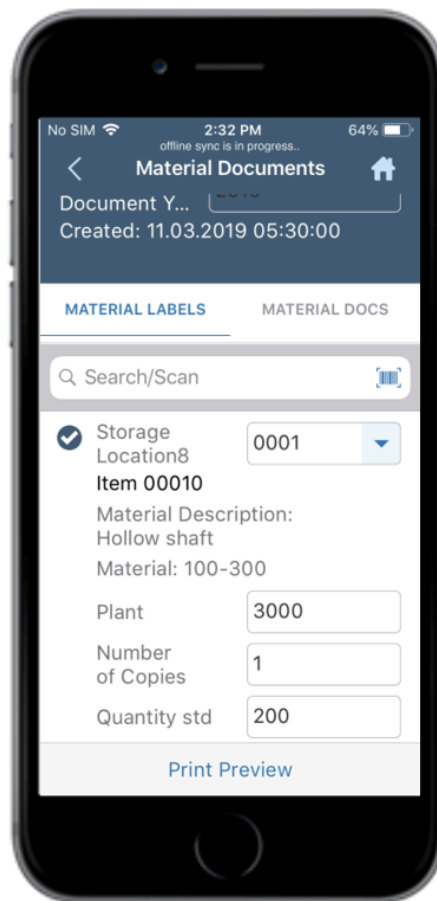 No SIM 2:32 PM 64%
offline sync is in progress..
Material Documents
Document Y...
Created: 11.03.2019 05:30:00
MATERIAL LABELS MATERIAL DOCS
Search/Scan
Storage
Location8 0001
Item 00010
Material Description:
Hollow shaft
Material: 100-300
Plant 3000
Number
of Copies 1
Quantity std 200
Print Preview